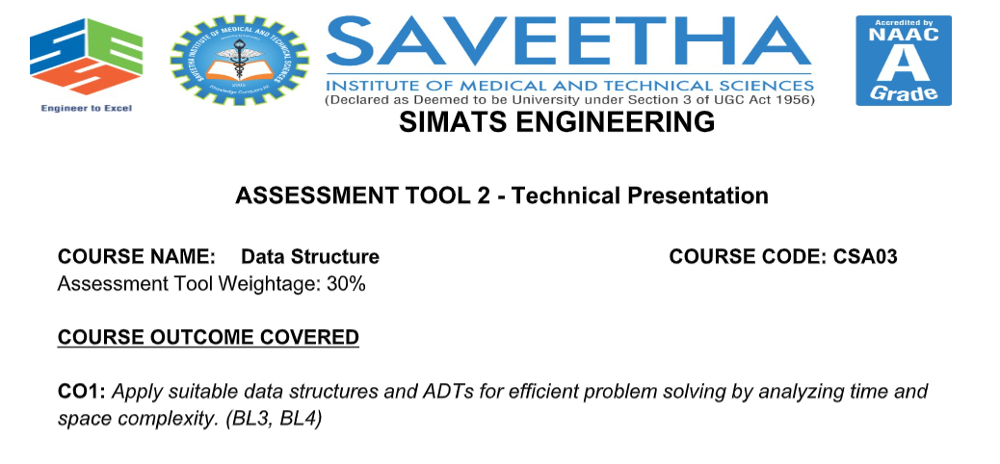 Engineer to Excel
SAVEETHA INSTITUTE OF MEDICAL AND TECHNICAL SCIENCES
SAVEETHA
INSTITUTE OF MEDICAL AND TECHNICAL SCIENCES
(Declared as Deemed to be University under Section 3 of UGC Act 1956)
Accredited by
NAAC
A
Grade
SIMATS ENGINEERING
ASSESSMENT TOOL 2 - Technical Presentation
COURSE NAME: Data Structure COURSE CODE: CSA03
Assessment Tool Weightage: 30%
COURSE OUTCOME COVERED
CO1: Apply suitable data structures and ADTs for efficient problem solving by analyzing time and
space complexity. (BL3, BL4)